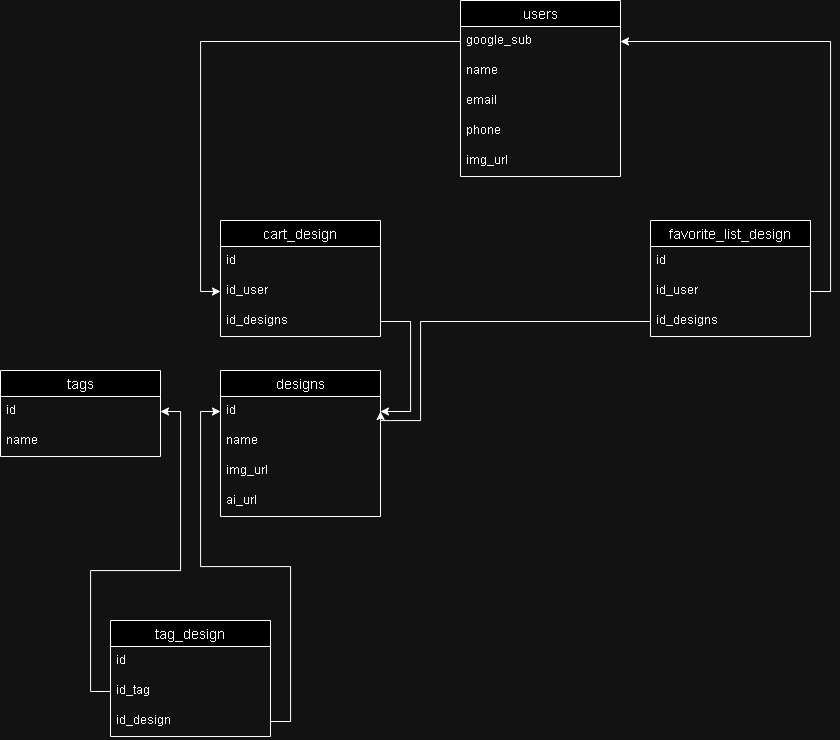 users
google_sub
name
email
phone
img_url
cart_design
id
id_user
id_designs
favorite_list_design
id
id_user
id_designs
tags
id
name
designs
id
name
img_url
ai_url
tag_design
id
id_tag
id_design